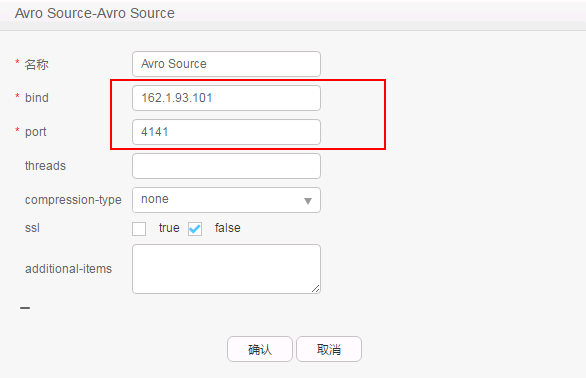 Avro Source-Avro Source
* 名称 Avro Source
* bind 162.1.93.101
* port 4141
threads
compression-type none
ssl true false
additional-items
确认 取消